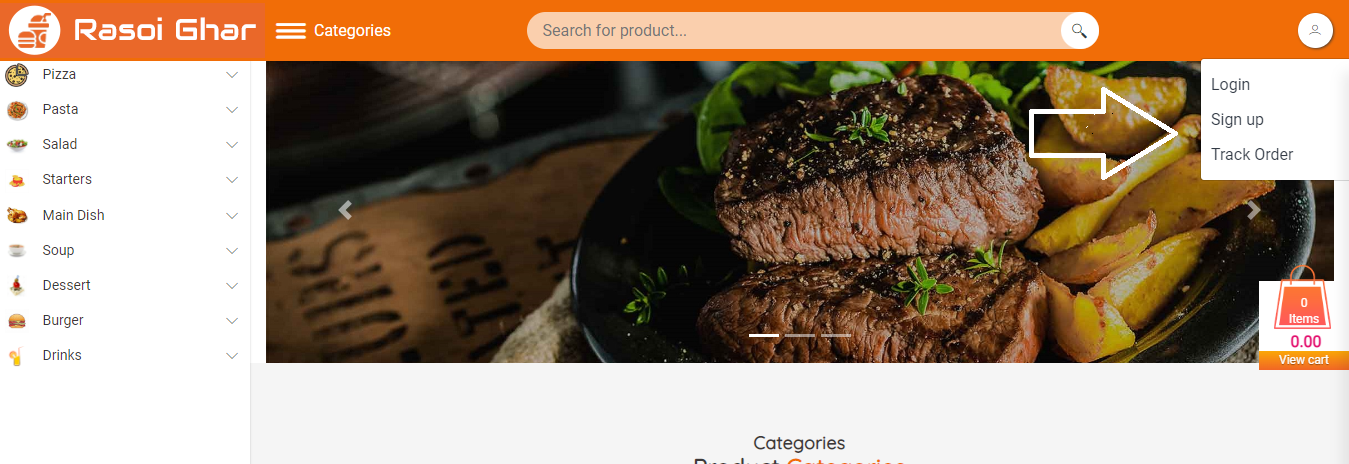 Rasoi Ghar
Categories
Search for product...
Pizza
Pasta
Salad
Starters
Main Dish
Soup
Dessert
Burger
Drinks
Login
Sign up
Track Order
0
Items
0.00
View cart
Categories
Product Categories